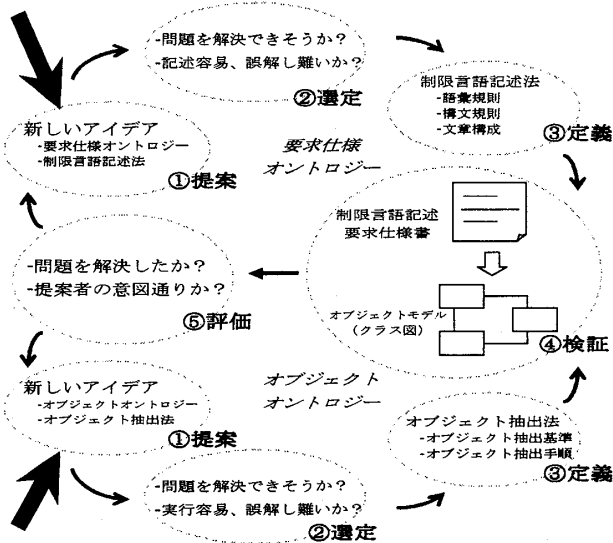 -問題を解決できそうか？
-記述容易、誤解し難いか？
②選定
制限言語記述法
-語彙規則
-構文規則
-文章構成
③定義
新しいアイデア
-要求仕様オントロジー
-制限言語記述法
①提案
要求仕様
オントロジー
制限言語記述
要求仕様書
オブジェクトモデル
（クラス図）
④検証
-問題を解決したか？
-提案者の意図通りか？
⑤評価
新しいアイデア
-オブジェクトオントロジー
-オブジェクト抽出法
①提案
オブジェクト
オントロジー
オブジェクト抽出法
-オブジェクト抽出基準
-オブジェクト抽出手順
③定義
-問題を解決できそうか？
-実行容易、誤解し難いか？
②選定